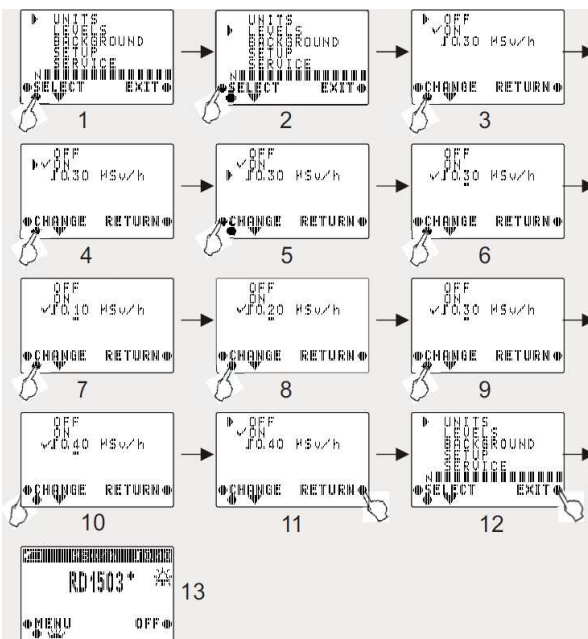 UNITS
LEVELS
BACKGROUND
SETUP
SERVICE
SELECT EXIT
1
UNITS
LEVELS
BACKGROUND
SETUP
SERVICE
SELECT EXIT
2
OFF
ON
0.30 µSv/h
CHANGE RETURN
3
OFF
ON
0.30 µSv/h
CHANGE RETURN
4
OFF
ON
0.30 µSv/h
CHANGE RETURN
5
OFF
ON
0.30 µSv/h
CHANGE RETURN
6
OFF
ON
0.10 µSv/h
CHANGE RETURN
7
OFF
ON
0.20 µSv/h
CHANGE RETURN
8
OFF
ON
0.30 µSv/h
CHANGE RETURN
9
OFF
ON
0.40 µSv/h
CHANGE RETURN
10
OFF
ON
0.40 µSv/h
CHANGE RETURN
11
UNITS
LEVELS
BACKGROUND
SETUP
SERVICE
SELECT EXIT
12
RD1503+
MENU OFF
13